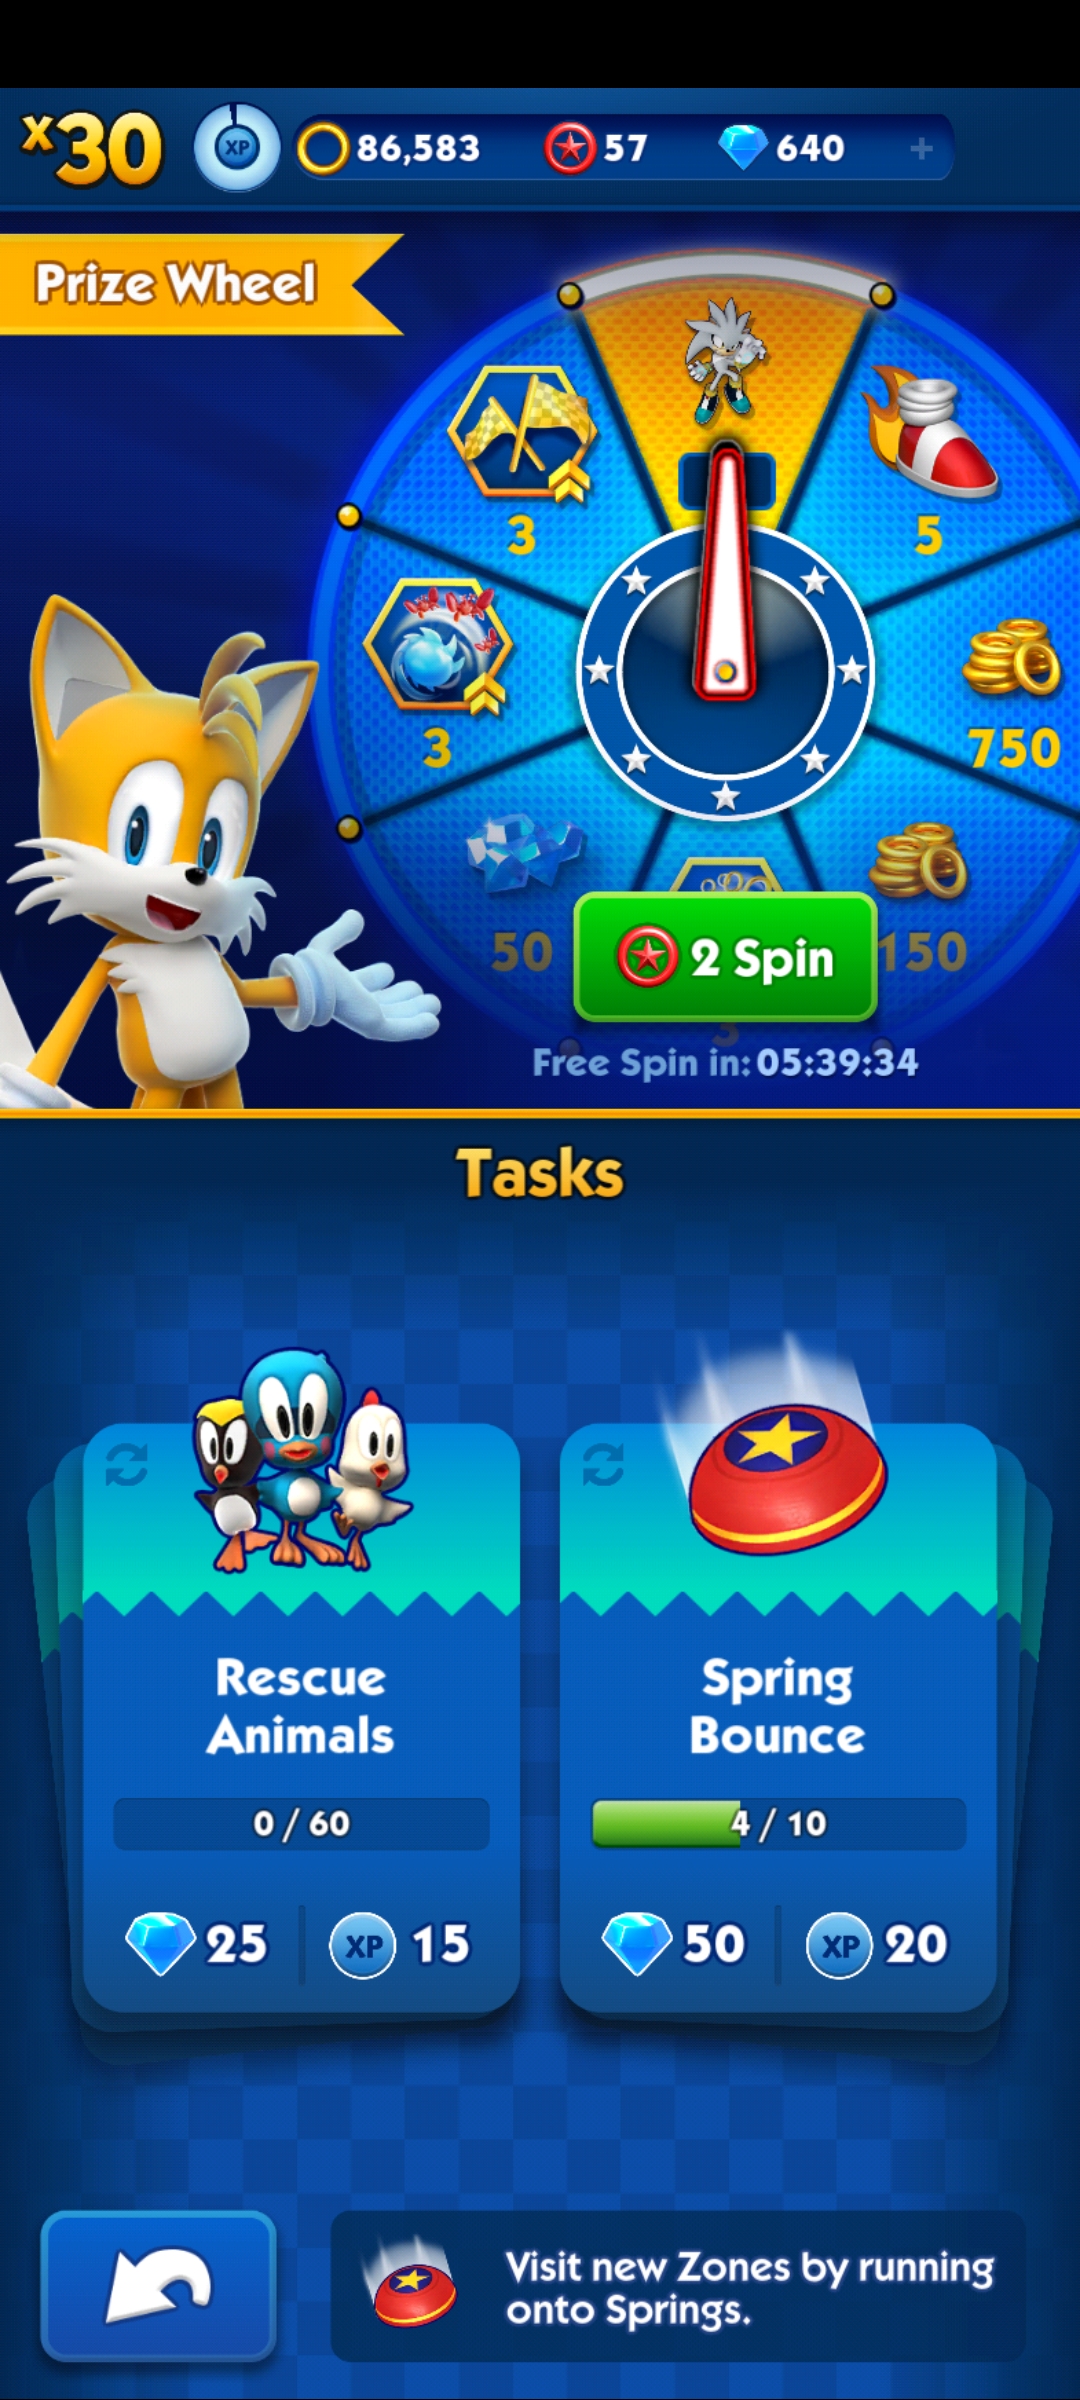 x30
XP
86,583
57
640
+
Prize Wheel
3
5
3
750
50
150
2 Spin
3
Free Spin in: 05:39:34
Tasks
Rescue
Animals
0 / 60
25
XP
15
Spring
Bounce
4 / 10
50
XP
20
Visit new Zones by running
onto Springs.